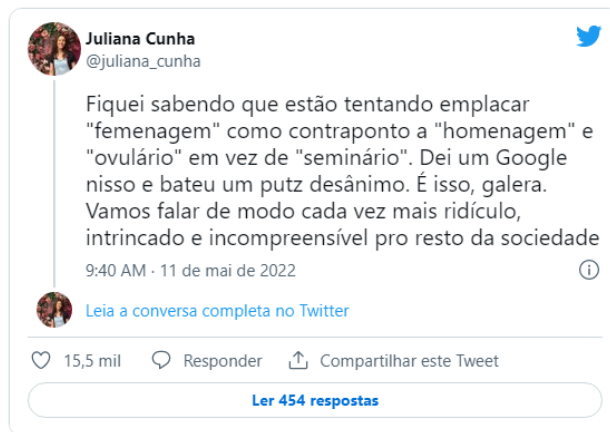 Juliana Cunha
@juliana_cunha
Fiquei sabendo que estão tentando emplacar
"femenagem" como contraponto a "homenagem" e
"ovulário" em vez de "seminário". Dei um Google
nisso e bateu um putz desânimo. É isso, galera.
Vamos falar de modo cada vez mais ridículo,
intrincado e incompreensível pro resto da sociedade
9:40 AM · 11 de mai de 2022
Leia a conversa completa no Twitter
15,5 mil Responder Compartilhar este Tweet
Ler 454 respostas